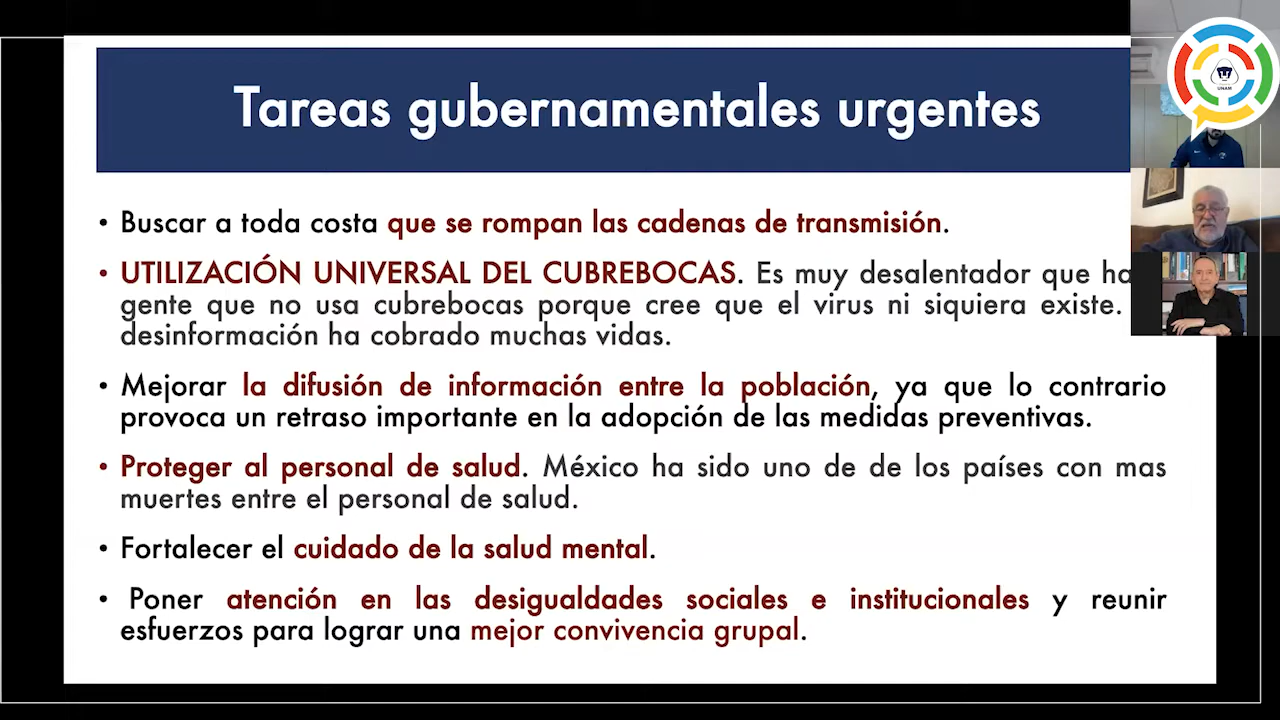 Tareas gubernamentales urgentes
• Buscar a toda costa que se rompan las cadenas de transmisión.
• UTILIZACIÓN UNIVERSAL DEL CUBREBOCAS. Es muy desalentador que
gente que no usa cubrebocas porque cree que el virus ni siquiera existe.
desinformación ha cobrado muchas vidas.
• Mejorar la difusión de información entre la población, ya que lo contrario
provoca un retraso importante en la adopción de las medidas preventivas.
• Proteger al personal de salud. México ha sido uno de de los países con mas
muertes entre el personal de salud.
• Fortalecer el cuidado de la salud mental.
• Poner atención en las desigualdades sociales e institucionales y reunir
esfuerzos para lograr una mejor convivencia grupal.
UNAM